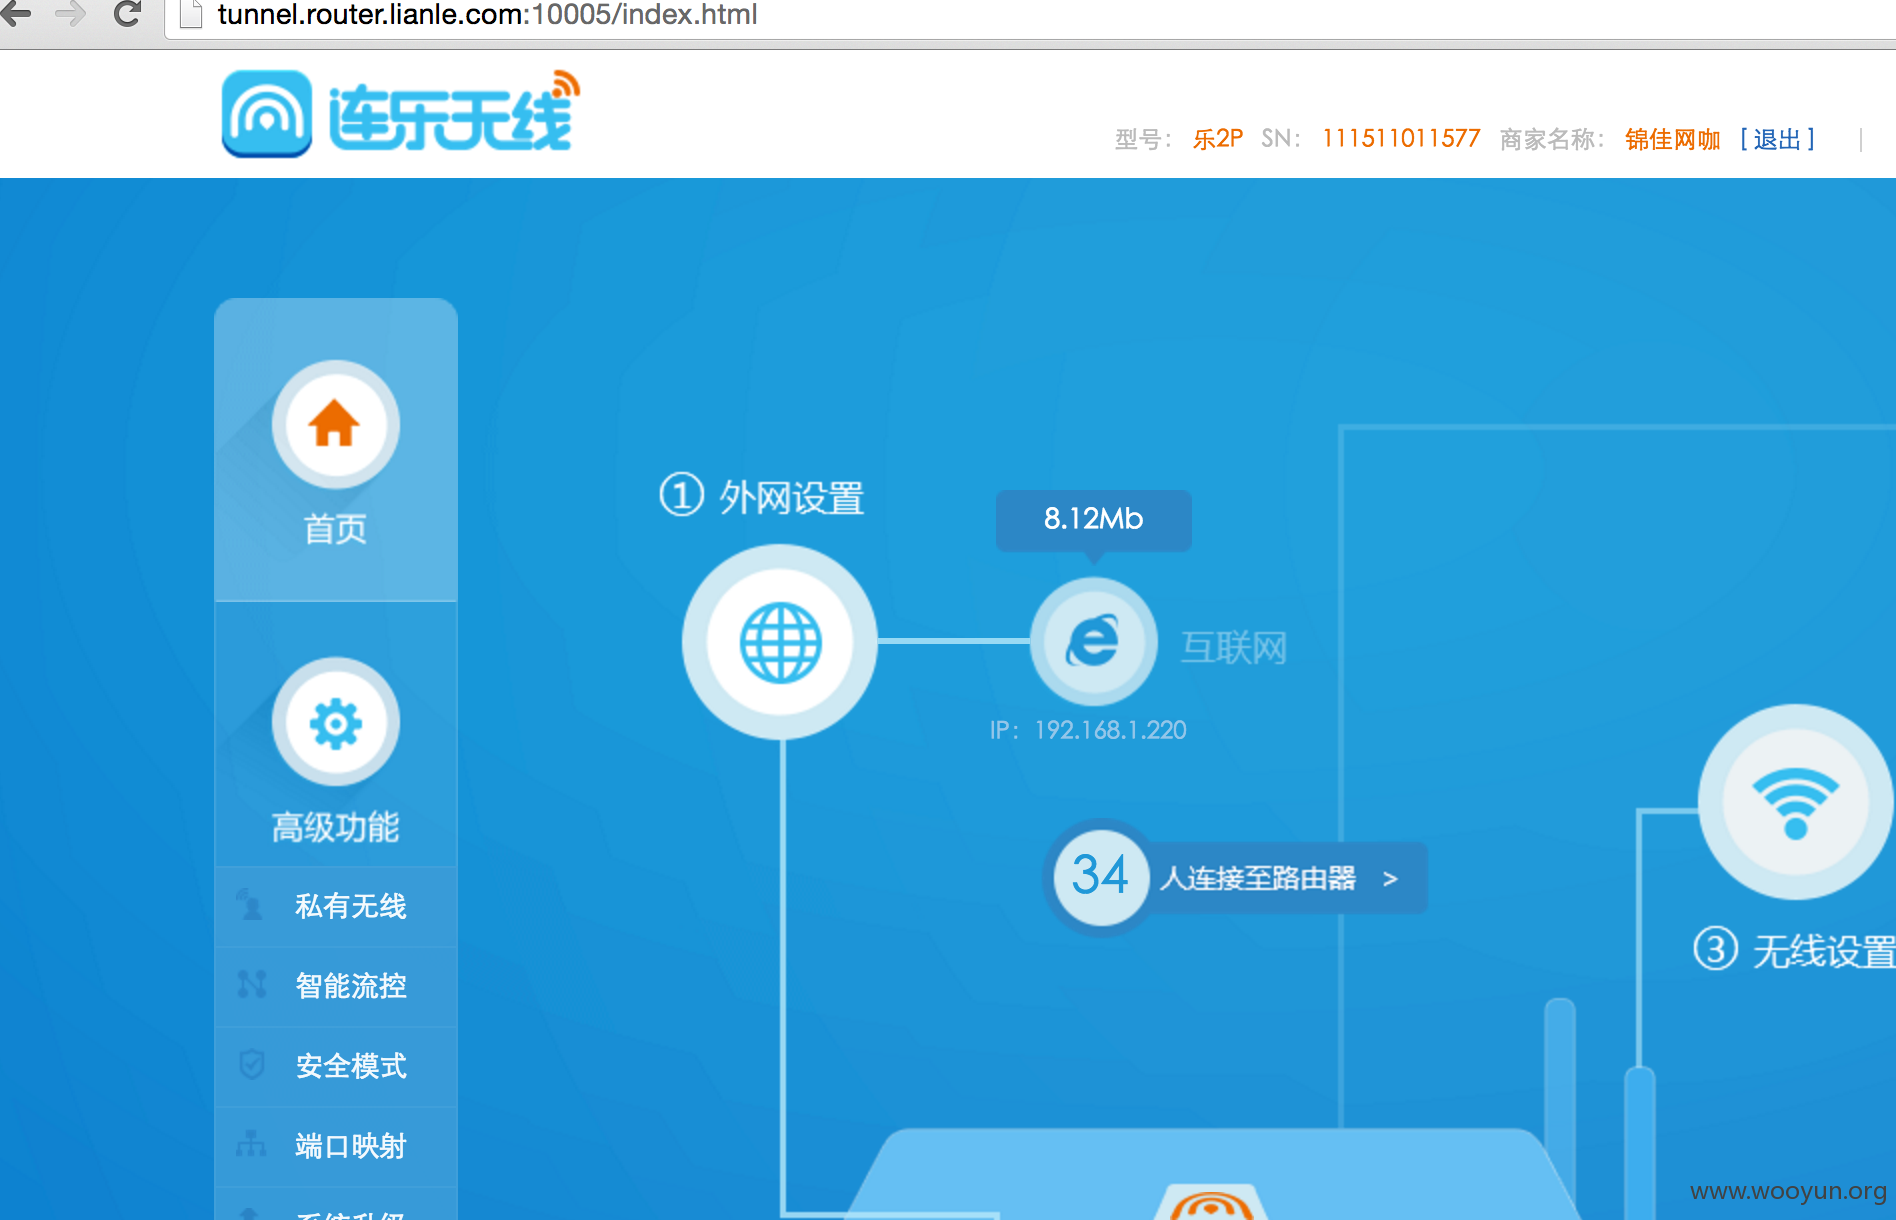 tunnel.router.lianle.com:10005/index.html
连乐无线
型号： 乐2P SN： 111511011577 商家名称： 锦佳网咖 [ 退出 ] |
首页
① 外网设置
8.12Mb
互联网
IP： 192.168.1.220
高级功能
34 人连接至路由器 >
私有无线
③ 无线设置
智能流控
安全模式
端口映射
系统升级
www.wooyun.org